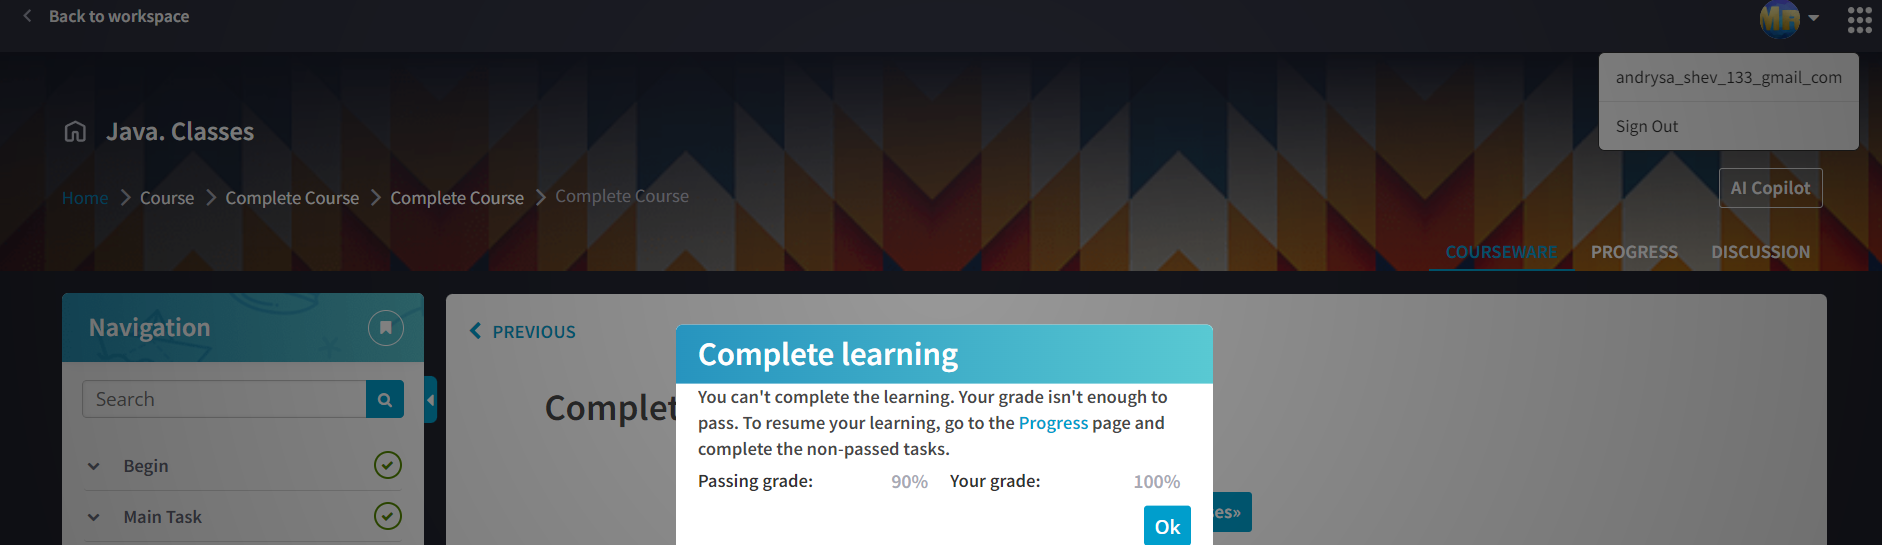 Back to workspace
MA
andrysa_shev_133_gmail_com
Sign Out
Java. Classes
Home Course Complete Course Complete Course Complete Course
AI Copilot
COURSEWARE PROGRESS DISCUSSION
Navigation
Search
Begin
Main Task
PREVIOUS
Complet
Complete learning
You can't complete the learning. Your grade isn't enough to
pass. To resume your learning, go to the Progress page and
complete the non-passed tasks.
Passing grade: 90% Your grade: 100%
es»
Ok